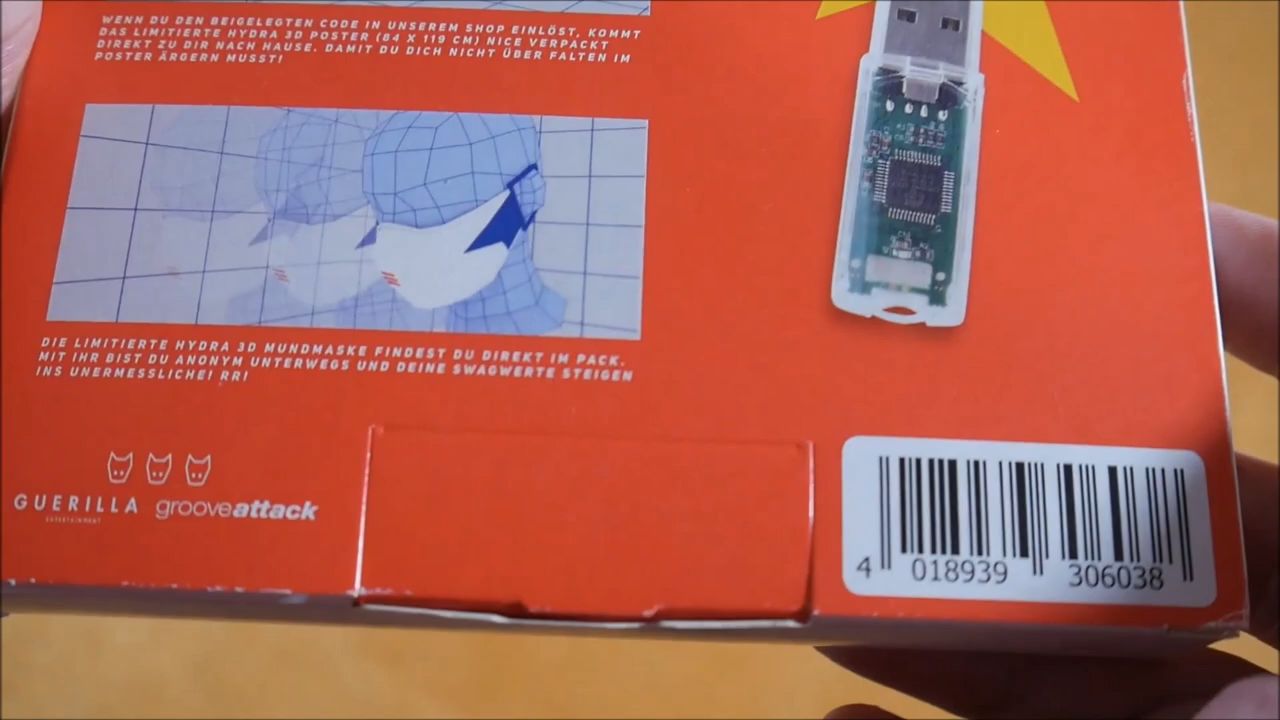 WENN DU DEN BEIGELEGTEN CODE IN UNSEREM SHOP EINLÖST, KOMMT
DAS LIMITIERTE HYDRA 3D POSTER (84 X 119 CM) NICE VERPACKT
DIREKT ZU DIR NACH HAUSE. DAMIT DU DICH NICHT ÜBER FALTEN IM
POSTER ÄRGERN MUSST!
DIE LIMITIERTE HYDRA 3D MUNDMASKE FINDEST DU DIREKT IM PACK.
MIT IHR BIST DU ANONYM UNTERWEGS UND DEINE SWAGWERTE STEIGEN
INS UNERMESSLICHE! RR!
GUERILLA
ENTERTAINMENT
grooveattack
4 018939 306038